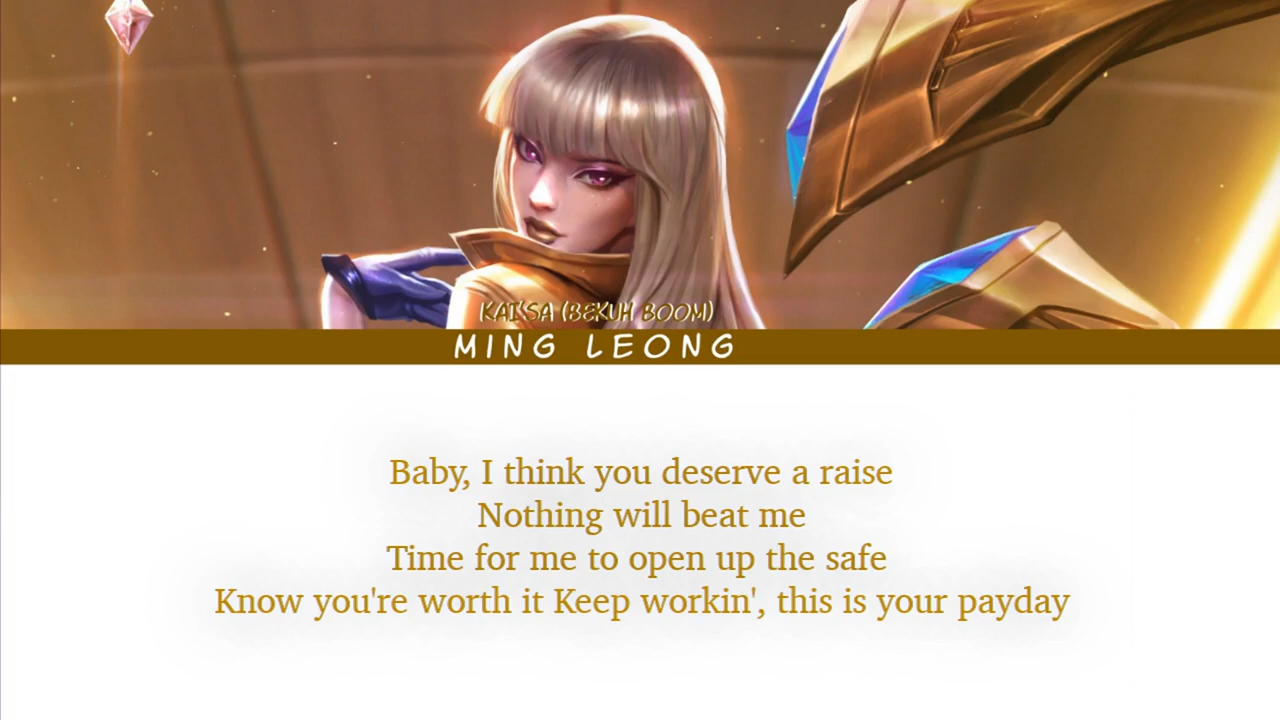 KAI'SA (BEKUH BOOM)
MING LEONG
Baby, I think you deserve a raise
Nothing will beat me
Time for me to open up the safe
Know you're worth it Keep workin', this is your payday